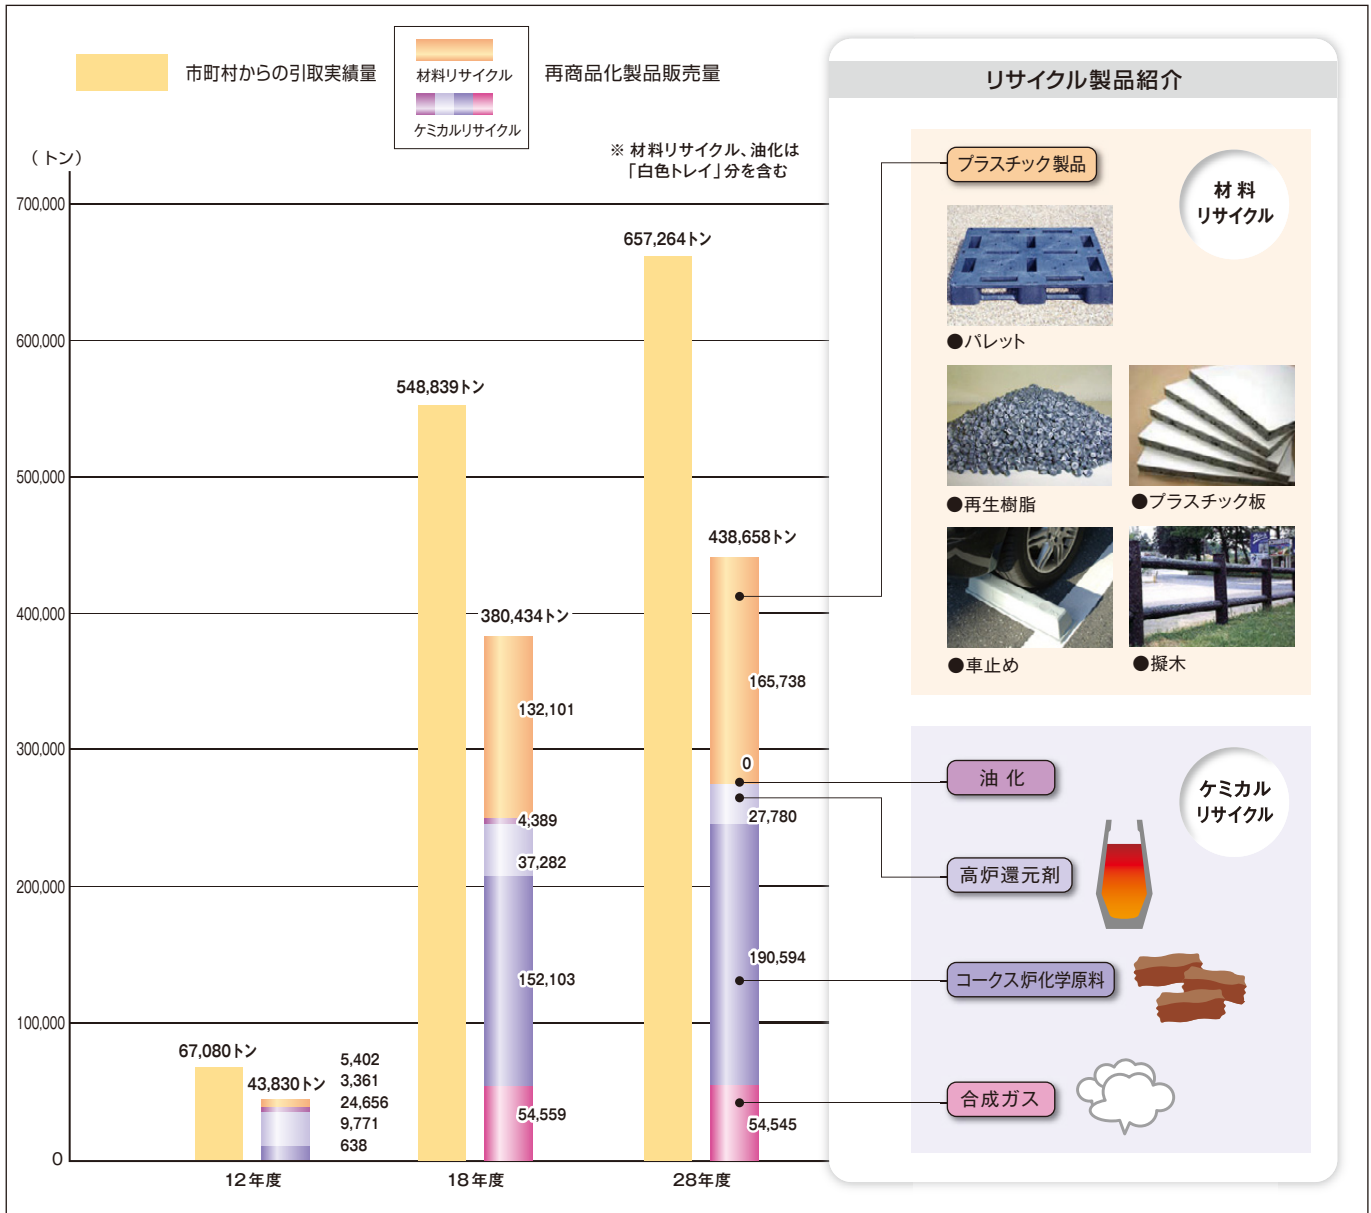 市町村からの引取実績量
材料リサイクル
ケミカルリサイクル
再商品化製品販売量
※ 材料リサイクル、油化は
「白色トレイ」分を含む
（トン）
700,000
600,000
500,000
400,000
300,000
200,000
100,000
0
67,080トン
43,830トン
5,402
3,361
24,656
9,771
638
12年度
548,839トン
380,434トン
132,101
4,389
37,282
152,103
54,559
18年度
657,264トン
438,658トン
165,738
0
27,780
190,594
54,545
28年度
リサイクル製品紹介
プラスチック製品
材料
リサイクル
●パレット
●再生樹脂
●プラスチック板
●車止め
●擬木
油化
ケミカル
リサイクル
高炉還元剤
コークス炉化学原料
合成ガス